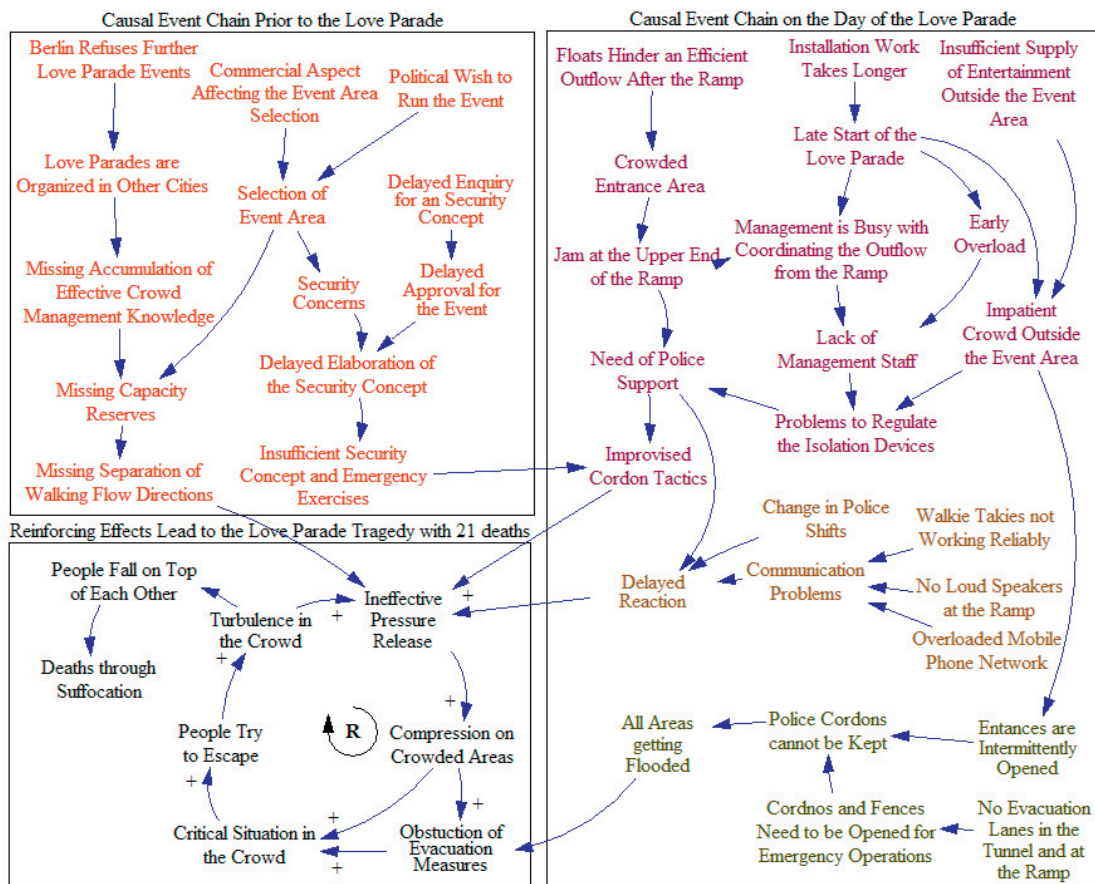 Causal Event Chain Prior to the Love Parade
Berlin Refuses Further
Love Parade Events
Commercial Aspect
Affecting the Event Area
Selection
Political Wish to
Run the Event
Love Parades are
Organized in Other Cities
Selection of
Event Area
Delayed Enquiry
for an Security
Concept
Missing Accumulation of
Effective Crowd
Management Knowledge
Security
Concerns
Delayed
Approval for
the Event
Missing Capacity
Reserves
Delayed Elaboration of
the Security Concept
Missing Separation of
Walking Flow Directions
Insufficient Security
Concept and Emergency
Exercises
Causal Event Chain on the Day of the Love Parade
Floats Hinder an Efficient
Outflow After the Ramp
Installation Work
Takes Longer
Insufficient Supply
of Entertainment
Outside the Event
Area
Crowded
Entrance Area
Late Start of the
Love Parade
Jam at the Upper End
of the Ramp
Management is Busy with
Coordinating the Outflow
from the Ramp
Early
Overload
Need of Police
Support
Lack of
Management Staff
Impatient
Crowd Outside
the Event Area
Improvised
Cordon Tactics
Problems to Regulate
the Isolation Devices
Change in Police
Shifts
Walkie Takies not
Working Reliably
Delayed
Reaction
Communication
Problems
No Loud Speakers
at the Ramp
Overloaded Mobile
Phone Network
All Areas
getting
Flooded
Police Cordons
cannot be Kept
Entances are
Intermittently
Opened
Cordnos and Fences
Need to be Opened for
Emergency Operations
No Evacuation
Lanes in the
Tunnel and at
the Ramp
Reinforcing Effects Lead to the Love Parade Tragedy with 21 deaths
People Fall on Top
of Each Other
Turbulence in
the Crowd
+
+
Ineffective
Pressure
Release
+
Deaths through
Suffocation
+
People Try
to Escape
+
R
Compression on
Crowded Areas
+
Critical Situation in
the Crowd
+
+
Obstuction of
Evacuation
Measures